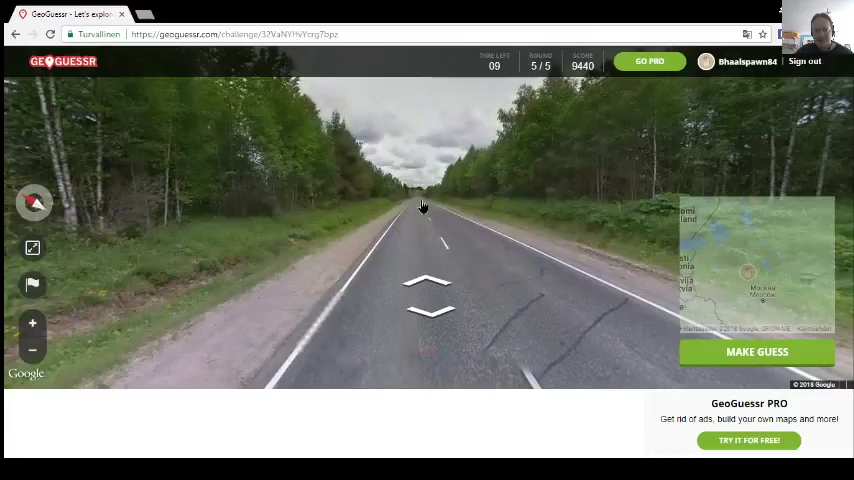 GeoGuessr - Let's explor
Turvallinen
https://geoguessr.com/challenge/32VaNYHvYcrg7bpz
GEOGUESSR
TIME LEFT
09
ROUND
5 / 5
SCORE
9440
GO PRO
Bhaalspawn84
Sign out
Москва
Moscow
MAKE GUESS
Google
© 2018 Google
GeoGuessr PRO
Get rid of ads, build your own maps and more!
TRY IT FOR FREE!